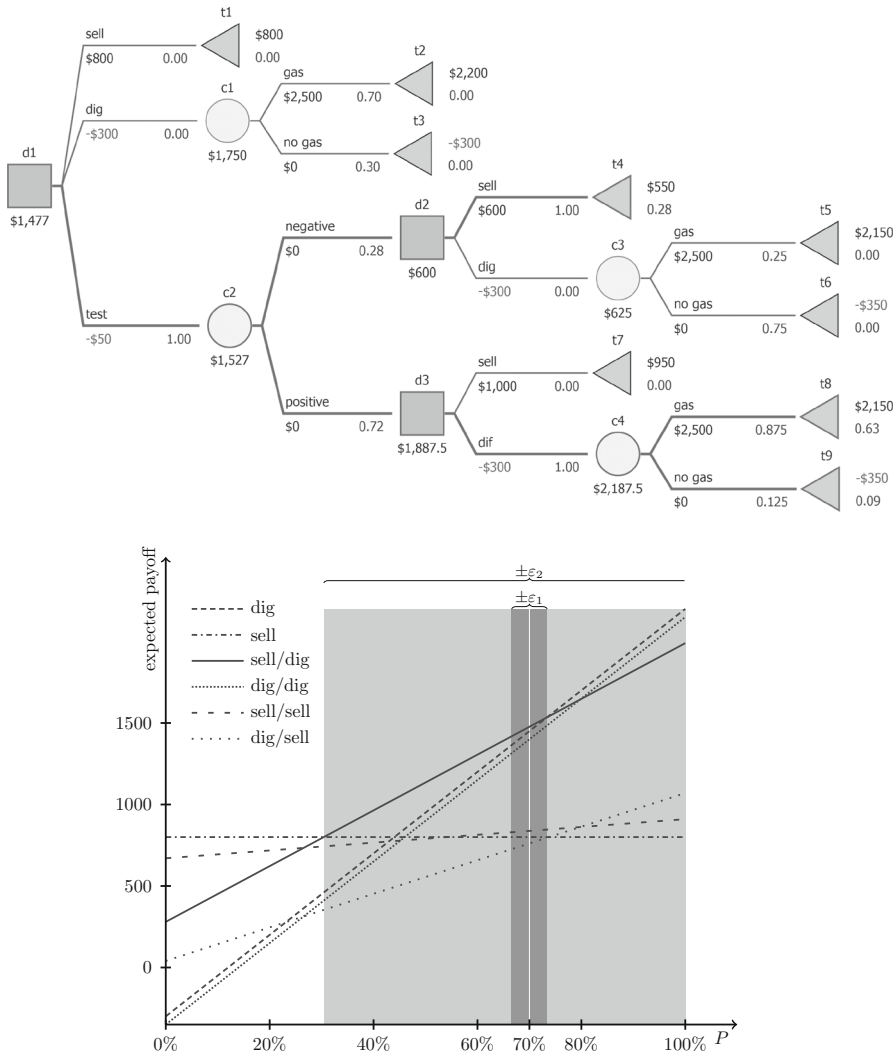 t1
sell
$800 0.00
$800
0.00
t2
c1
gas
$2,500 0.70
$2,200
0.00
dig
-$300 0.00
$1,750
t3
no gas
$0 0.30
-$300
0.00
d1
$1,477
t4
d2
sell
$600 1.00
$550
0.28
t5
negative
$0 0.28
$600
c3
gas
$2,500 0.25
$2,150
0.00
dig
-$300 0.00
$625
t6
no gas
$0 0.75
-$350
0.00
c2
test
-$50 1.00
$1,527
t7
d3
sell
$1,000 0.00
$950
0.00
t8
positive
$0 0.72
$1,887.5
c4
gas
$2,500 0.875
$2,150
0.63
dif
-$300 1.00
$2,187.5
t9
no gas
$0 0.125
-$350
0.09
expected payoff
±ε₂
±ε₁
dig
sell
sell/dig
dig/dig
sell/sell
dig/sell
1500
1000
500
0
0% 20% 40% 60% 70% 80% 100% P